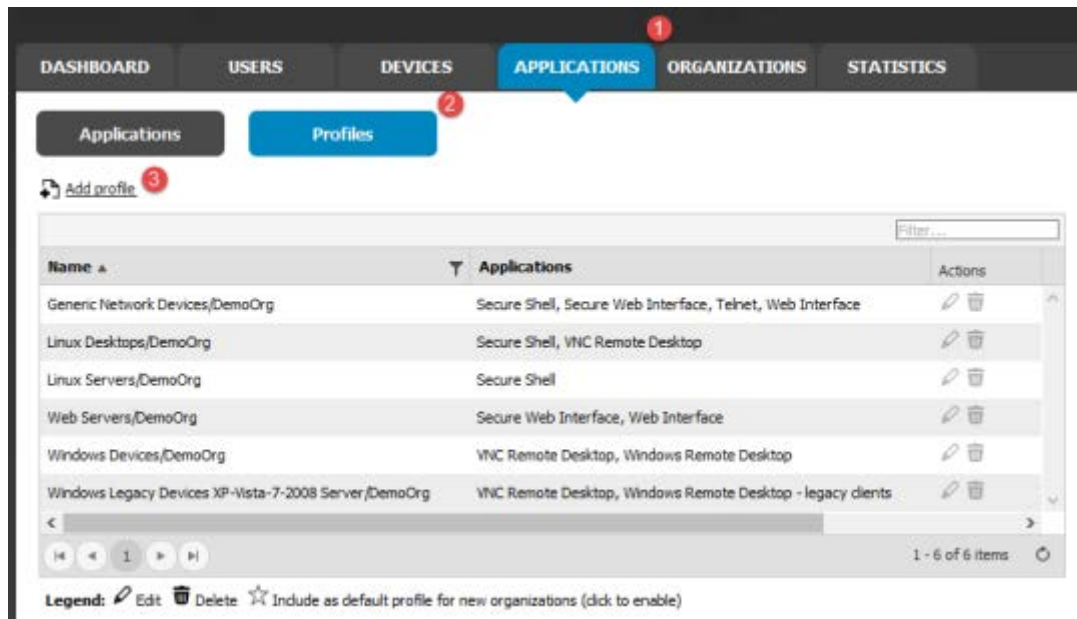 1
DASHBOARD USERS DEVICES APPLICATIONS ORGANIZATIONS STATISTICS
2
Applications Profiles
Add profile 3
Filter...
Name Applications Actions
Generic Network Devices/DemoOrg Secure Shell, Secure Web Interface, Telnet, Web Interface
Linux Desktops/DemoOrg Secure Shell, VNC Remote Desktop
Linux Servers/DemoOrg Secure Shell
Web Servers/DemoOrg Secure Web Interface, Web Interface
Windows Devices/DemoOrg VNC Remote Desktop, Windows Remote Desktop
Windows Legacy Devices XP-Vista-7-2008 Server/DemoOrg VNC Remote Desktop, Windows Remote Desktop - legacy clients
1 1 - 6 of 6 items
Legend: Edit Delete Include as default profile for new organizations (click to enable)